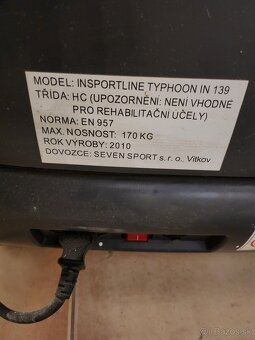 MODEL: INSPORTLINE TYPHOON IN 139
TŘÍDA: HC (UPOZORNĚNI: NENÍ VHODNÉ
PRO REHABILITAČNÍ ÚČELY)
NORMA: EN 957
MAX. NOSNOST: 170 KG
ROK VÝROBY: 2010
DOVOZCE: SEVEN SPORT s.r.o., Vítkov